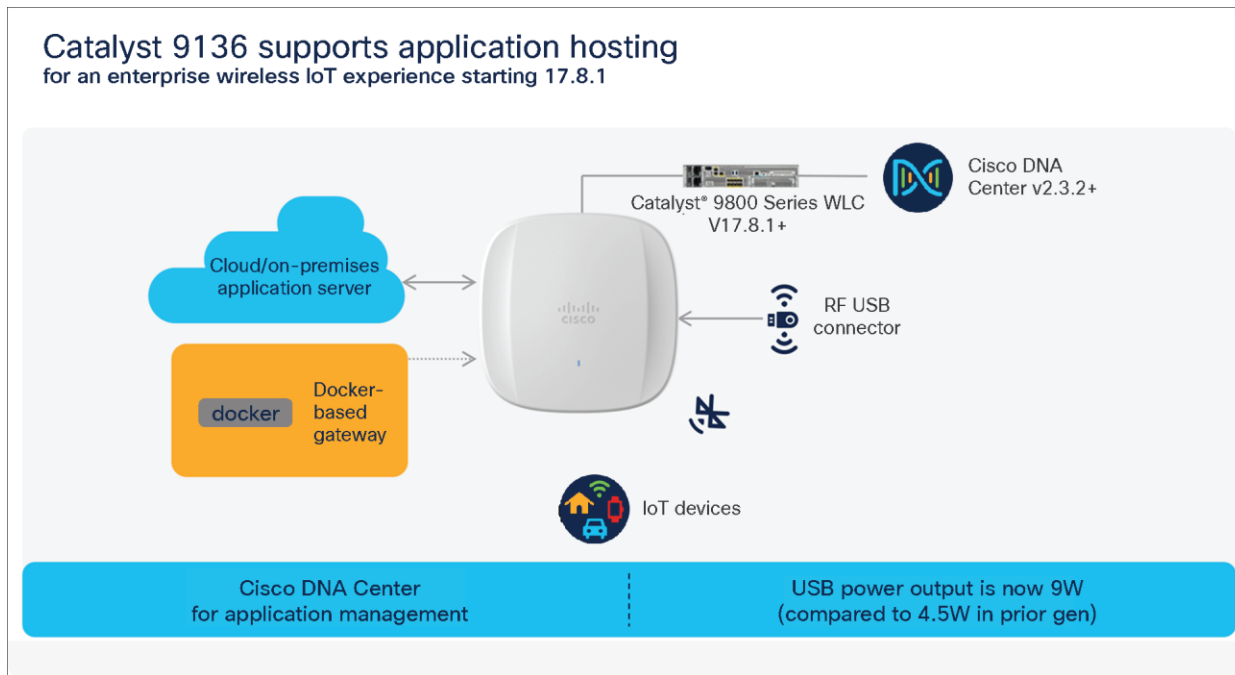 Catalyst 9136 supports application hosting
for an enterprise wireless IoT experience starting 17.8.1
Cisco DNA
Center v2.3.2+
Catalyst® 9800 Series WLC
V17.8.1+
Cloud/on-premises
application server
CISCO
RF USB
connector
docker
Docker-
based
gateway
IoT devices
Cisco DNA Center
for application management
USB power output is now 9W
(compared to 4.5W in prior gen)